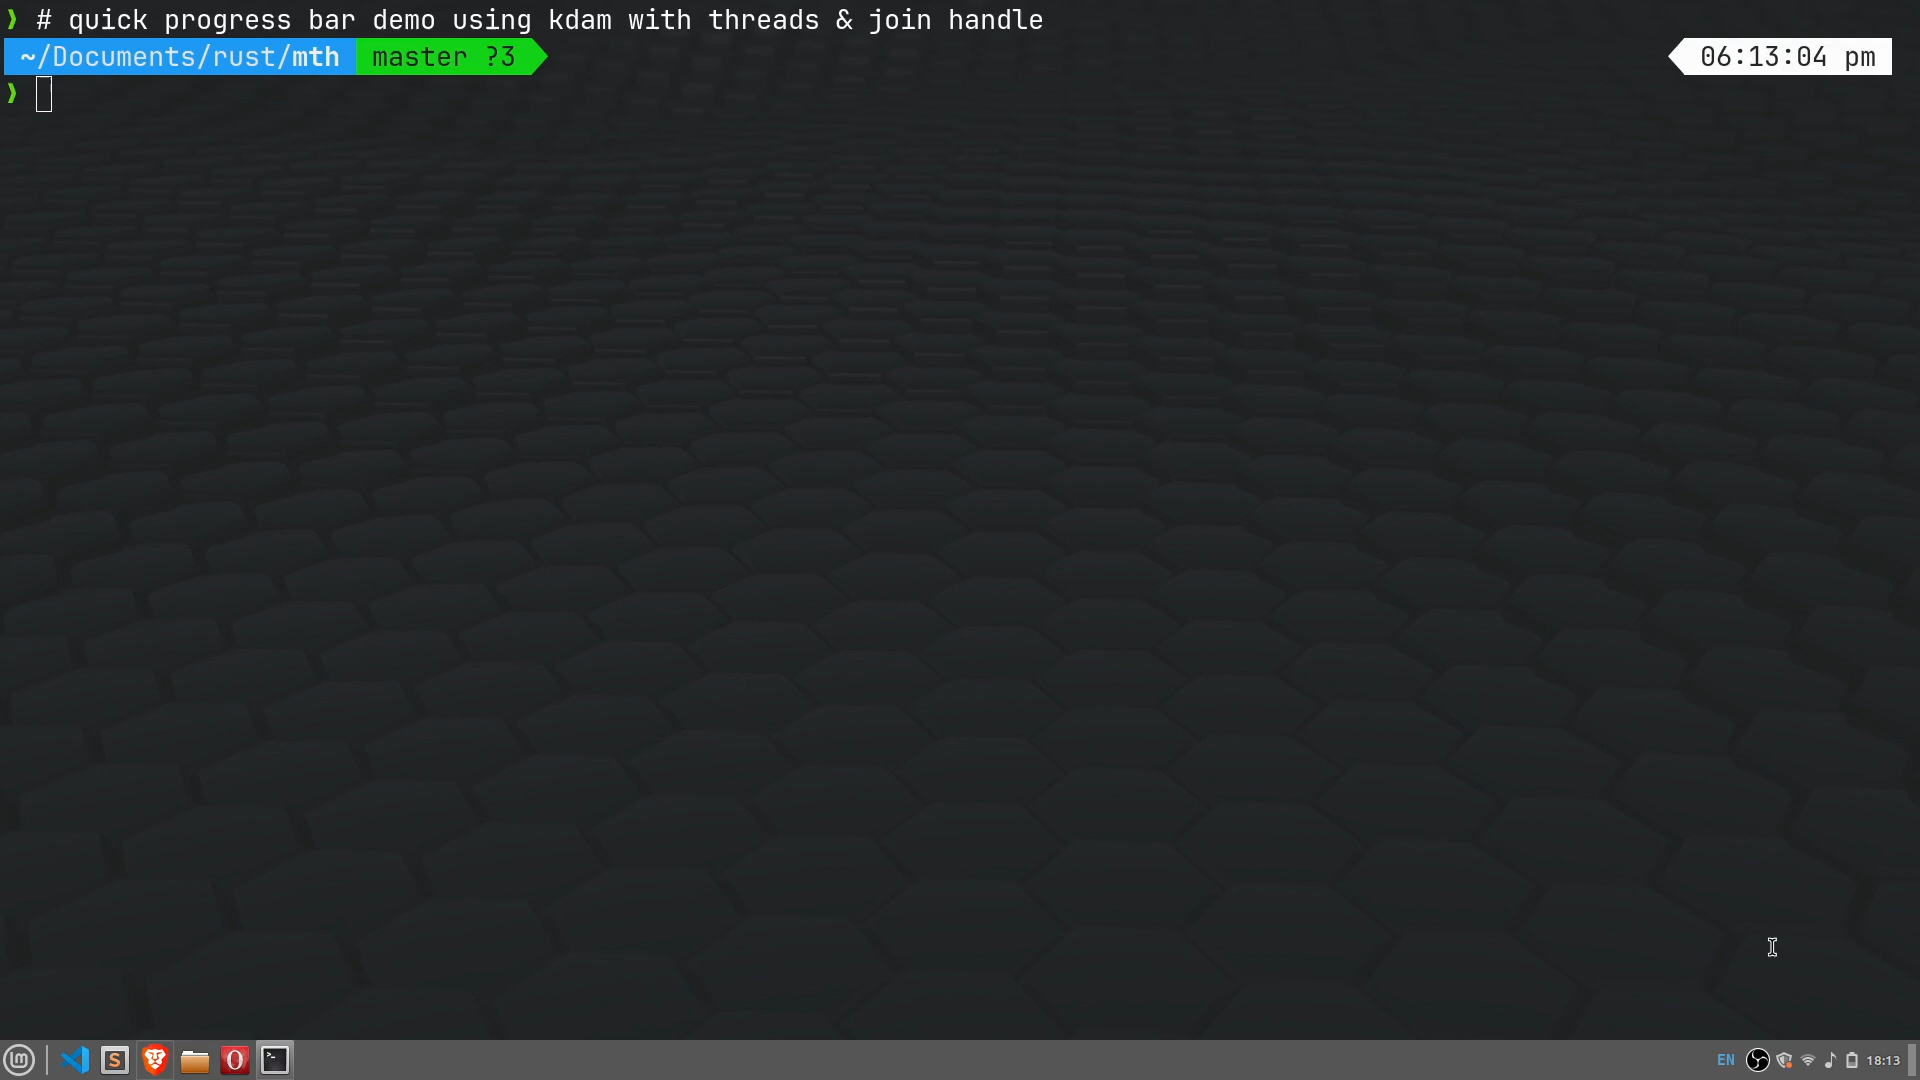 ❫ # quick progress bar demo using kdam with threads & join handle
~/Documents/rust/mth master ?3 06:13:04 pm
❫
EN 18:13